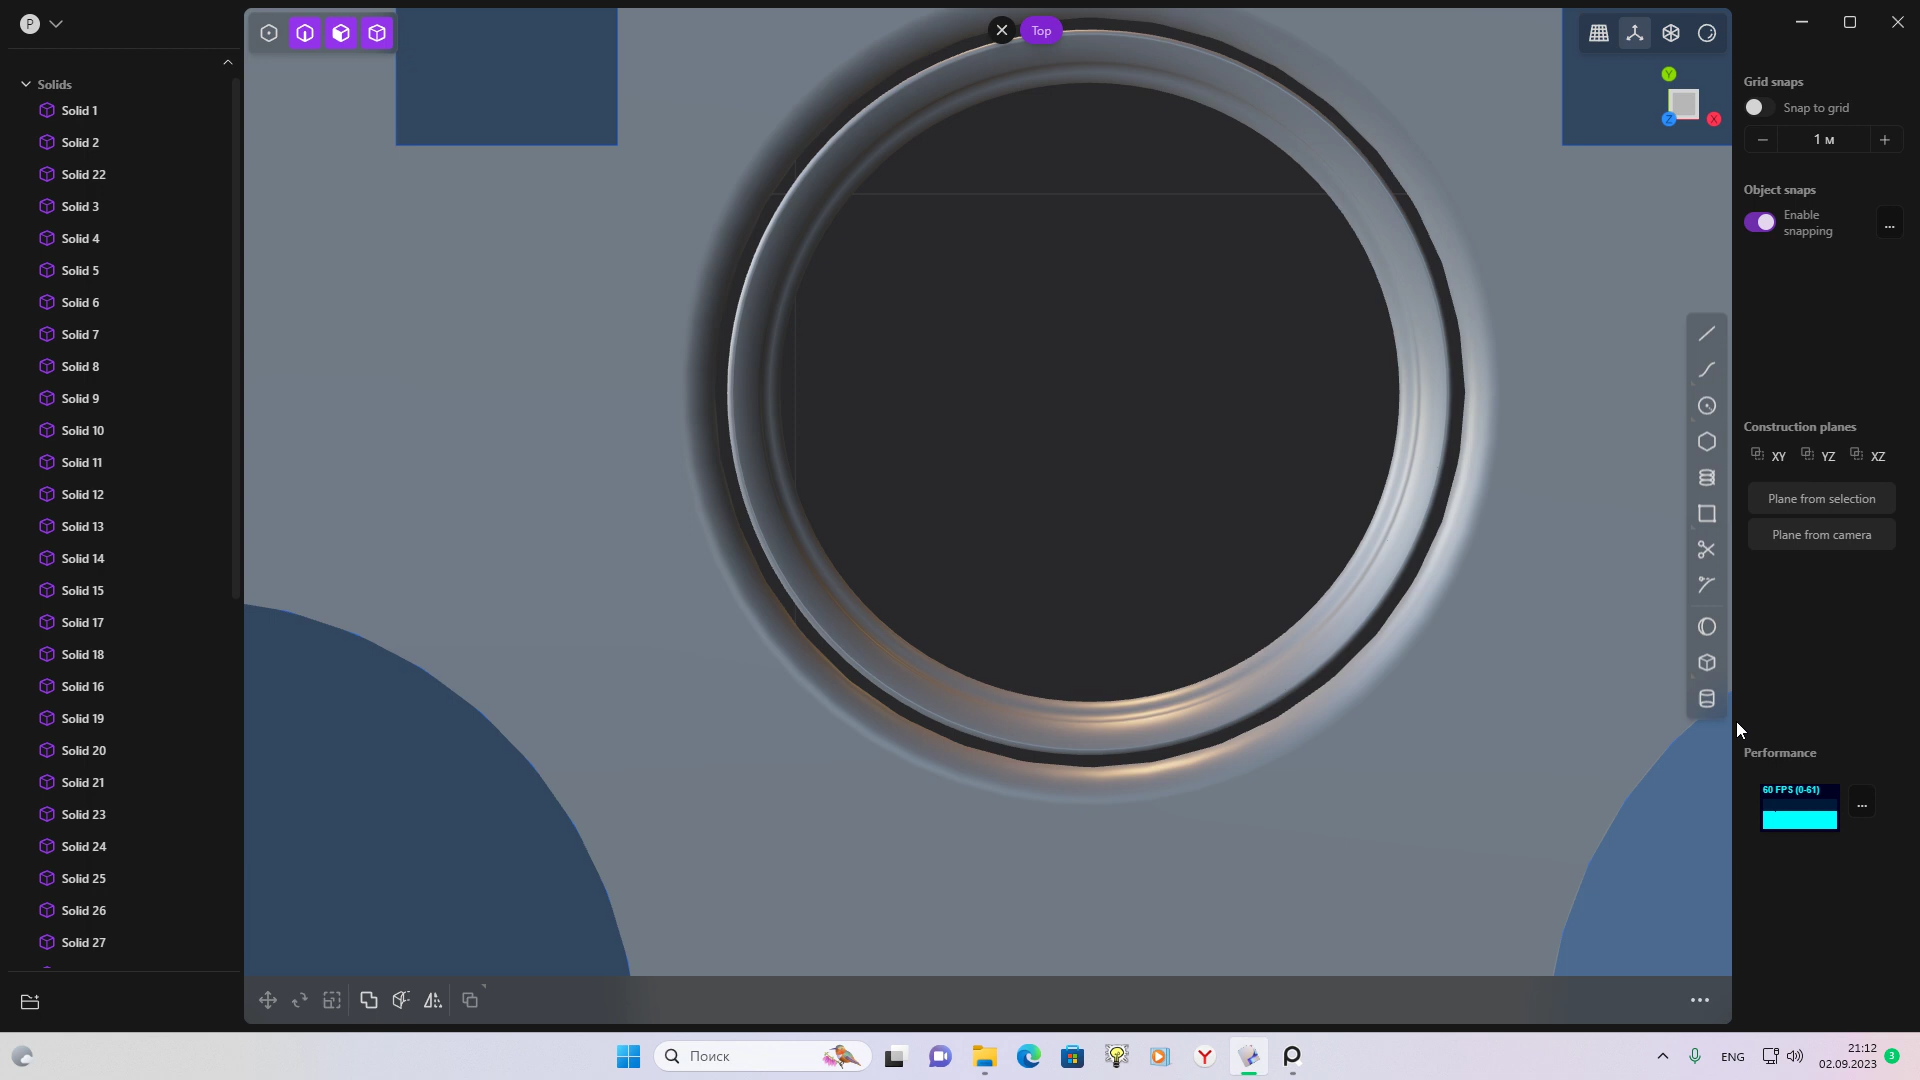 P
Solids
Solid 1
Solid 2
Solid 22
Solid 3
Solid 4
Solid 5
Solid 6
Solid 7
Solid 8
Solid 9
Solid 10
Solid 11
Solid 12
Solid 13
Solid 14
Solid 15
Solid 17
Solid 18
Solid 16
Solid 19
Solid 20
Solid 21
Solid 23
Solid 24
Solid 25
Solid 26
Solid 27
Top
Y
Z
X
Grid snaps
Snap to grid
1 м
Object snaps
Enable
snapping
...
Construction planes
XY YZ XZ
Plane from selection
Plane from camera
Performance
60 FPS (0-61)
...
Поиск
ENG
21:12
02.09.2023
3